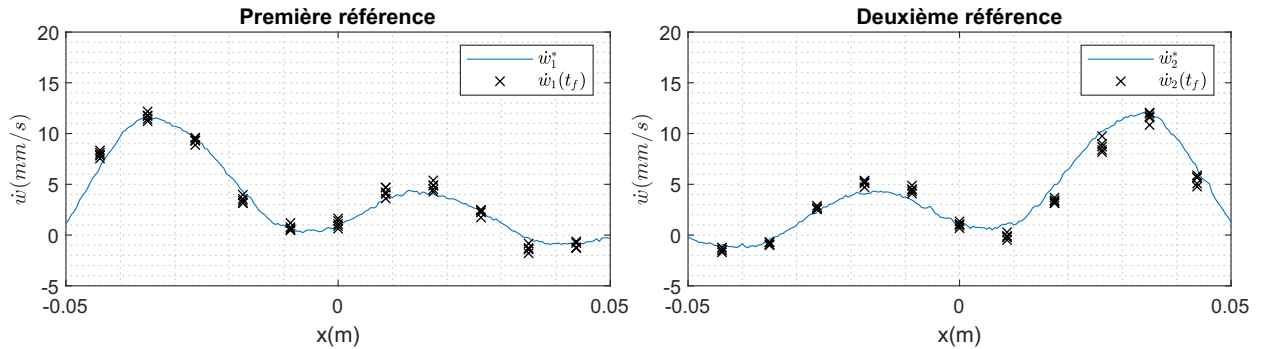 Première référence
20
15
10
5
0
-5
-0.05
0
0.05
ẇ(mm/s)
x(m)
ẇ₁*
ẇ₁(t_f)
Deuxième référence
20
15
10
5
0
-5
-0.05
0
0.05
ẇ(mm/s)
x(m)
ẇ₂*
ẇ₂(t_f)